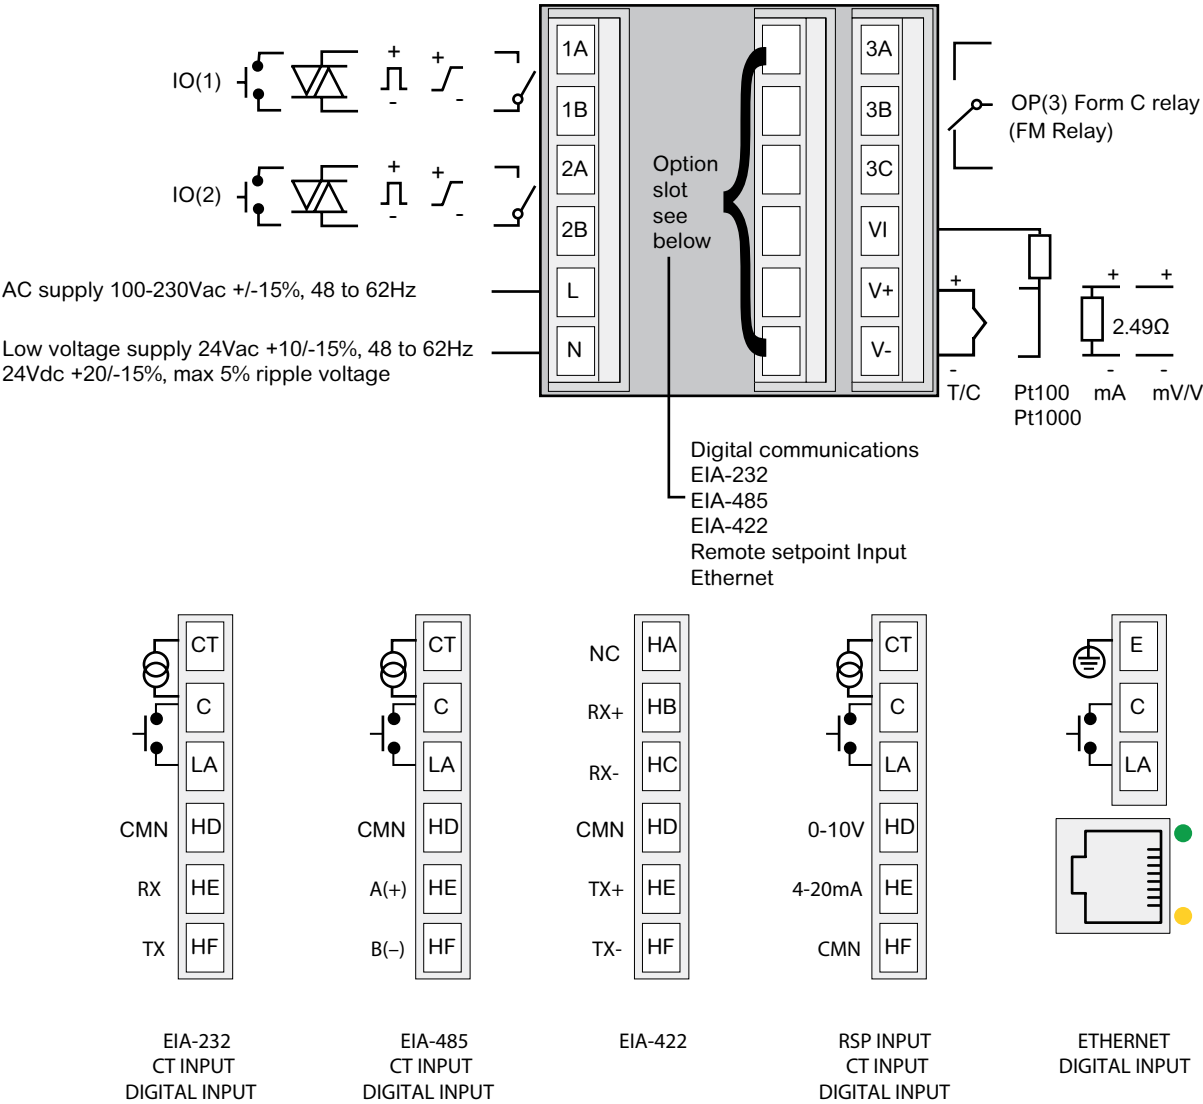 IO(1)
+
-
+
-
1A
1B
3A
3B
OP(3) Form C relay
(FM Relay)
IO(2)
+
-
+
-
2A
2B
Option
slot
see
below
3C
VI
AC supply 100-230Vac +/-15%, 48 to 62Hz
L
V+
+
+
+
2.49Ω
Low voltage supply 24Vac +10/-15%, 48 to 62Hz
24Vdc +20/-15%, max 5% ripple voltage
N
V-
-
-
-
T/C
Pt100
Pt1000
mA
mV/V
Digital communications
EIA-232
EIA-485
EIA-422
Remote setpoint Input
Ethernet
CT
C
LA
CMN HD
RX HE
TX HF
EIA-232
CT INPUT
DIGITAL INPUT
CT
C
LA
CMN HD
A(+) HE
B(–) HF
EIA-485
CT INPUT
DIGITAL INPUT
NC HA
RX+ HB
RX- HC
CMN HD
TX+ HE
TX- HF
EIA-422
CT
C
LA
0-10V HD
4-20mA HE
CMN HF
RSP INPUT
CT INPUT
DIGITAL INPUT
E
C
LA
ETHERNET
DIGITAL INPUT